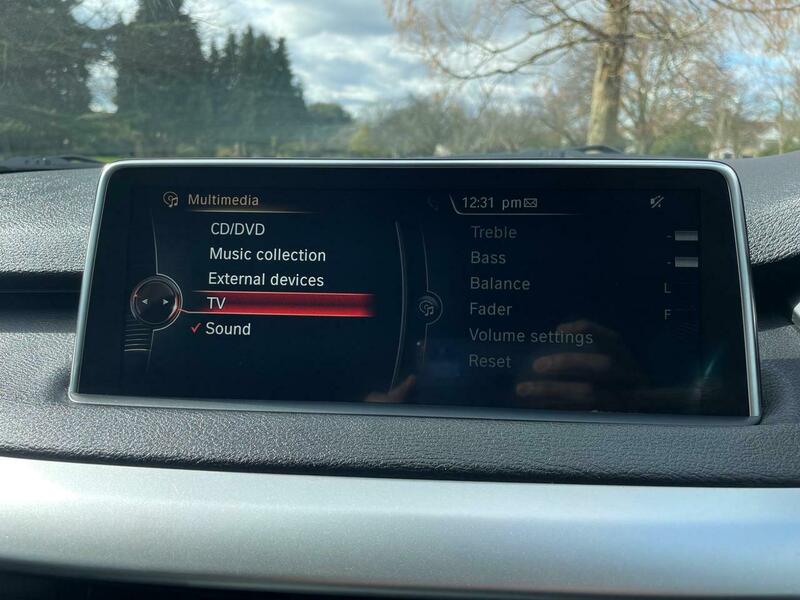 Multimedia
CD/DVD
Music collection
External devices
TV
Sound
12:31 pm
Treble
Bass
Balance
L
Fader
F
Volume settings
Reset